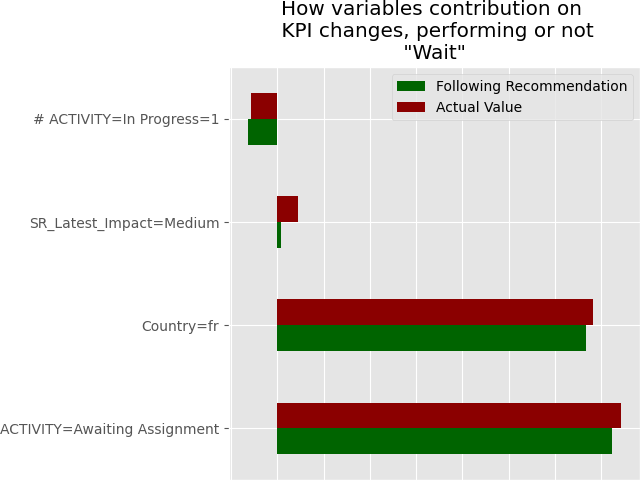 How variables contribution on
KPI changes, performing or not
"Wait"
Following Recommendation
Actual Value
# ACTIVITY=In Progress=1
SR_Latest_Impact=Medium
Country=fr
ACTIVITY=Awaiting Assignment